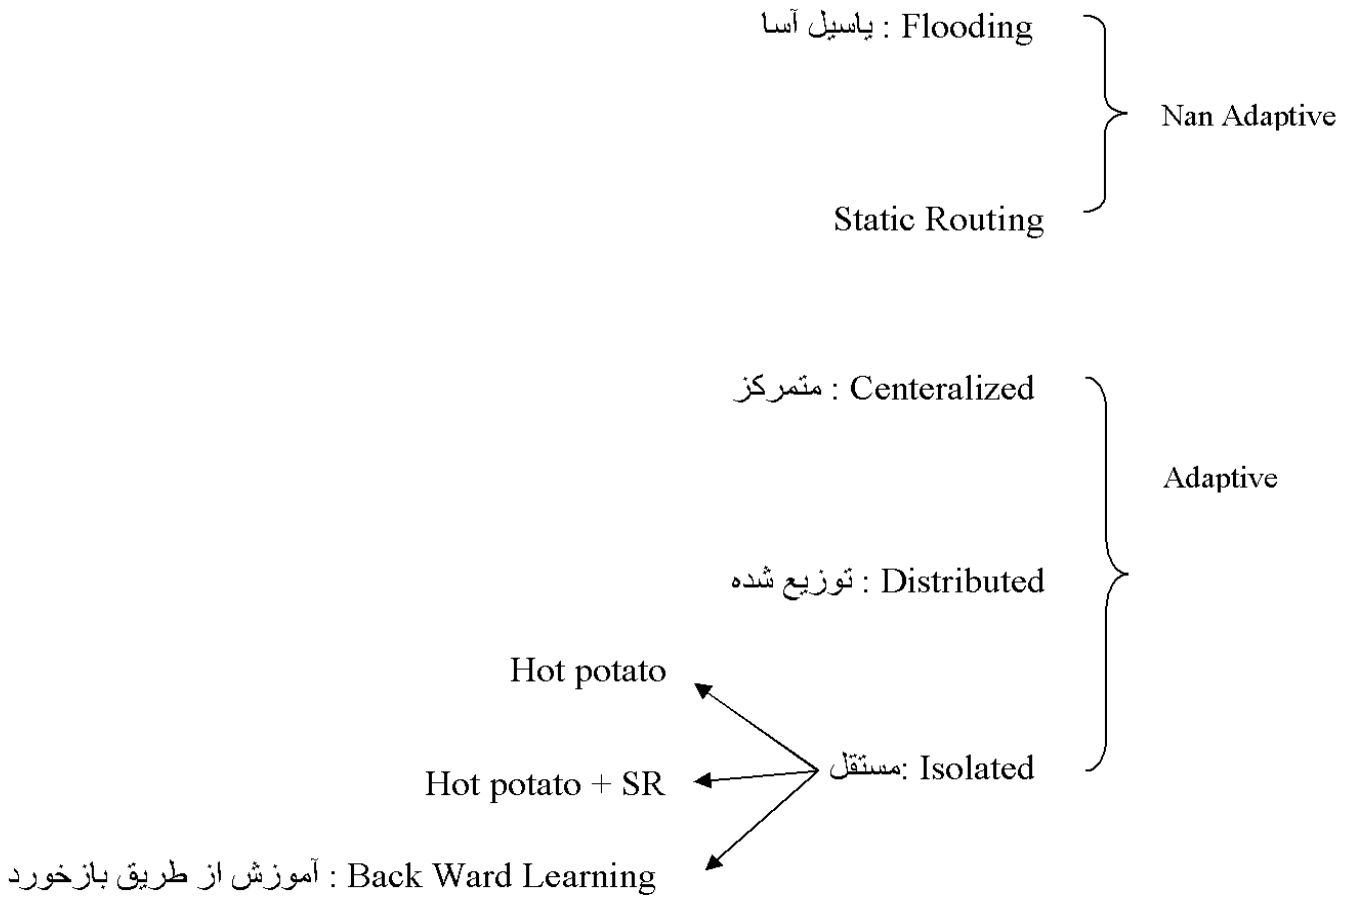 Flooding : یاسیل آسا
Nan Adaptive
Static Routing
Centeralized : متمرکز
Adaptive
Distributed : توزیع شده
Hot potato
Isolated :مستقل
Hot potato + SR
Back Ward Learning : آموزش از طریق بازخورد